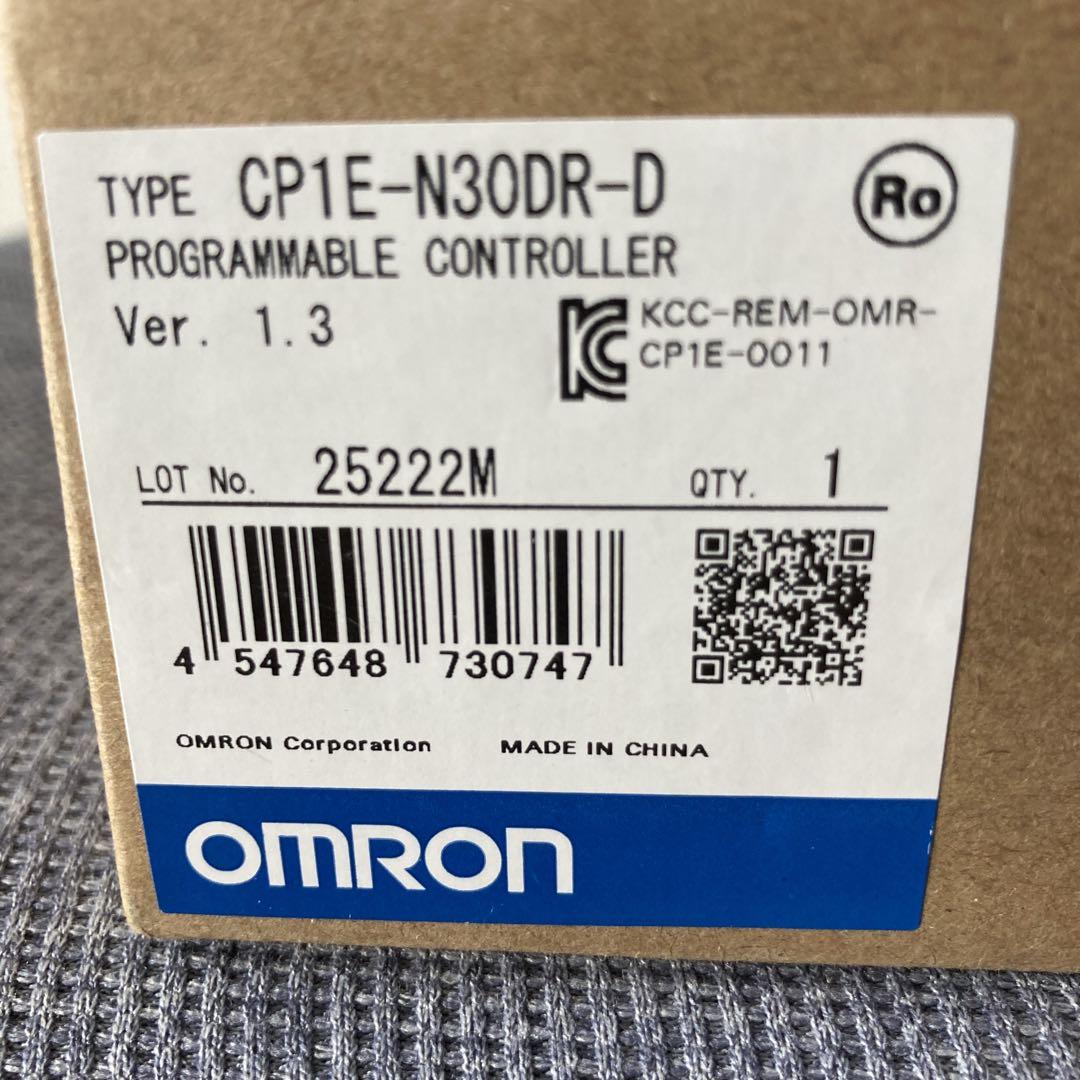 TYPE CP1E-N30DR-D
Ro
PROGRAMMABLE CONTROLLER
Ver. 1.3
KC
KCC-REM-OMR-
CP1E-0011
LOT No. 25222M
QTY. 1
4 547648 730747
OMRON Corporation MADE IN CHINA
OMRON